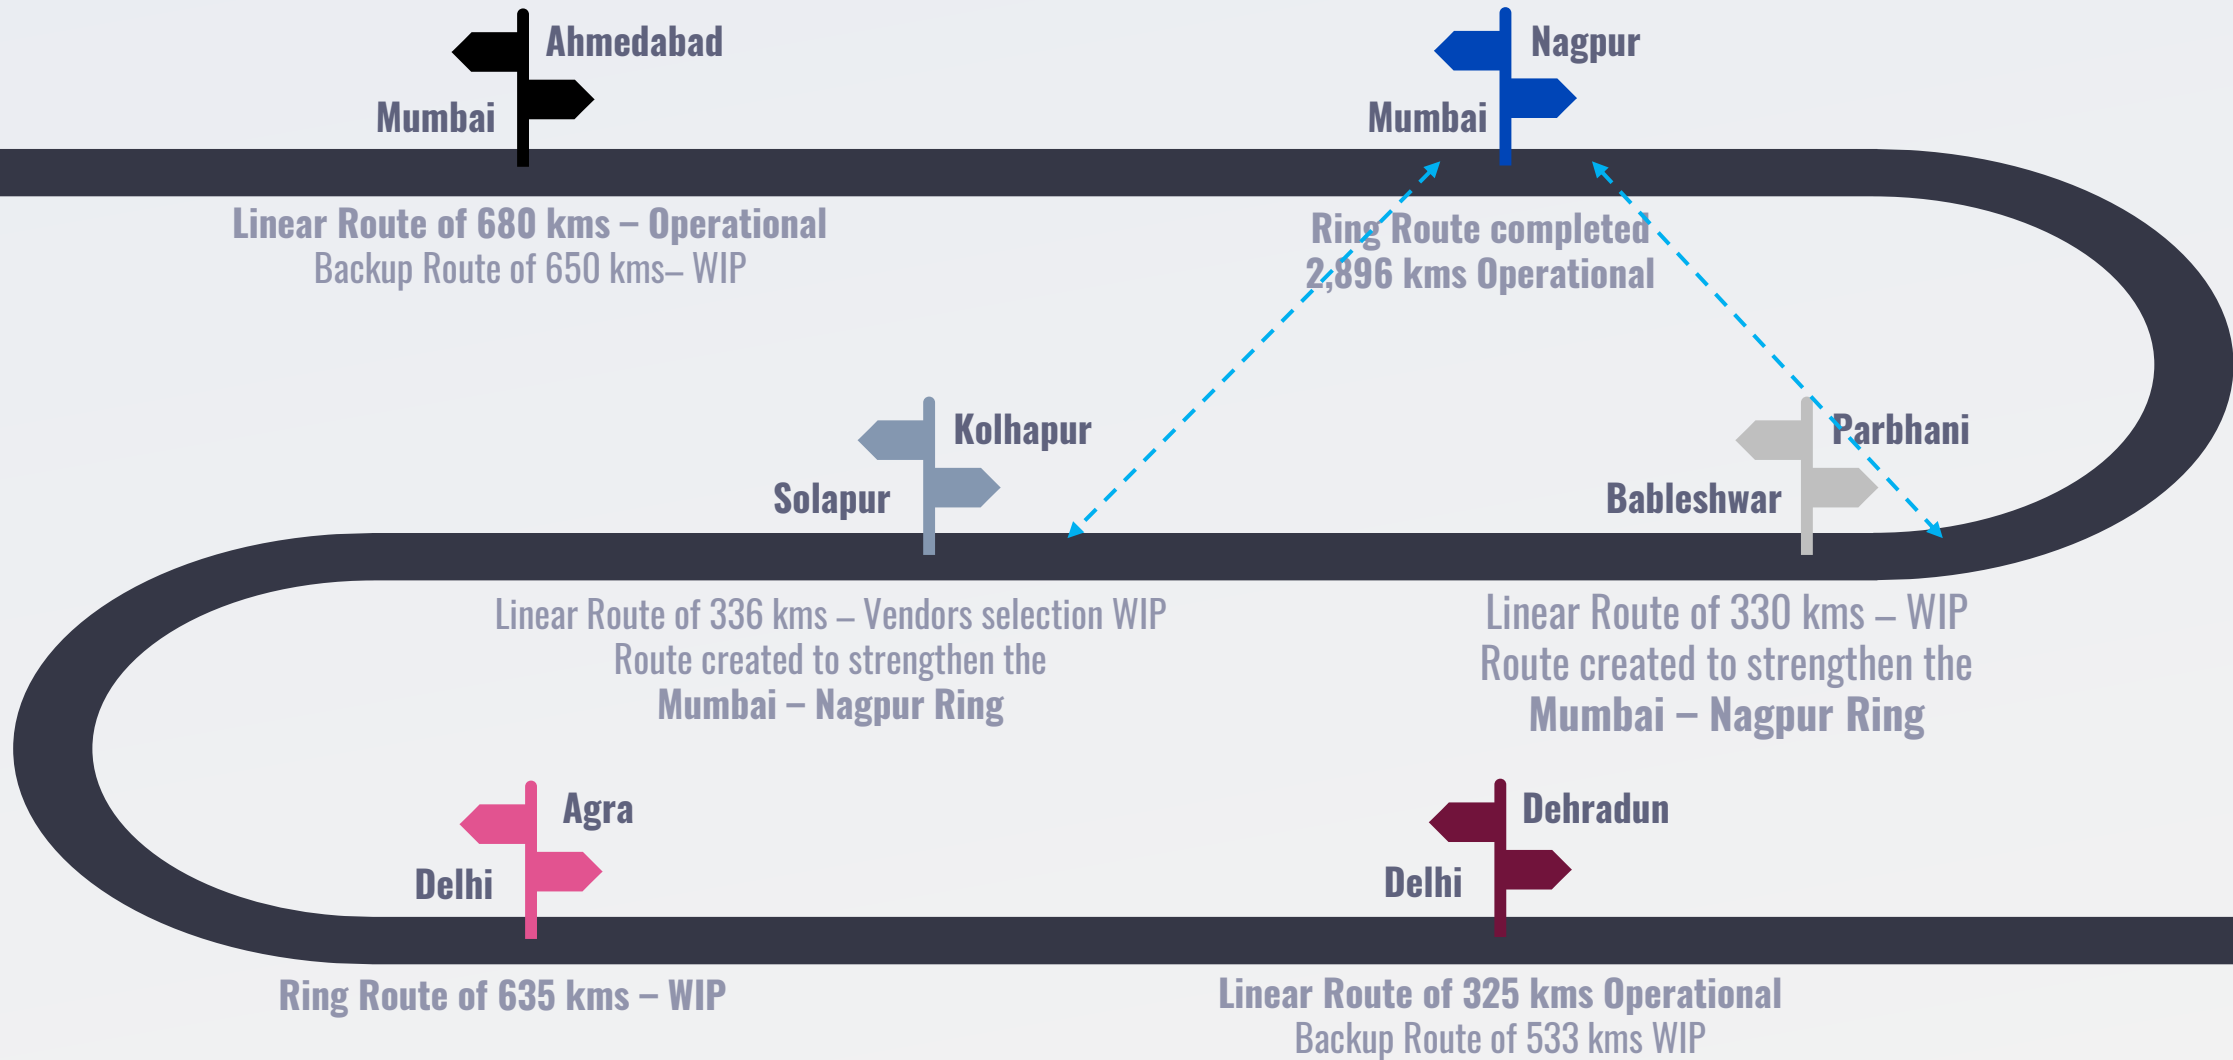 Ahmedabad
Mumbai
Linear Route of 680 kms – Operational
Backup Route of 650 kms– WIP
Nagpur
Mumbai
Ring Route completed
2,896 kms Operational
Kolhapur
Solapur
Linear Route of 336 kms – Vendors selection WIP
Route created to strengthen the
Mumbai – Nagpur Ring
Parbhani
Bableshwar
Linear Route of 330 kms – WIP
Route created to strengthen the
Mumbai – Nagpur Ring
Agra
Delhi
Ring Route of 635 kms – WIP
Dehradun
Delhi
Linear Route of 325 kms Operational
Backup Route of 533 kms WIP